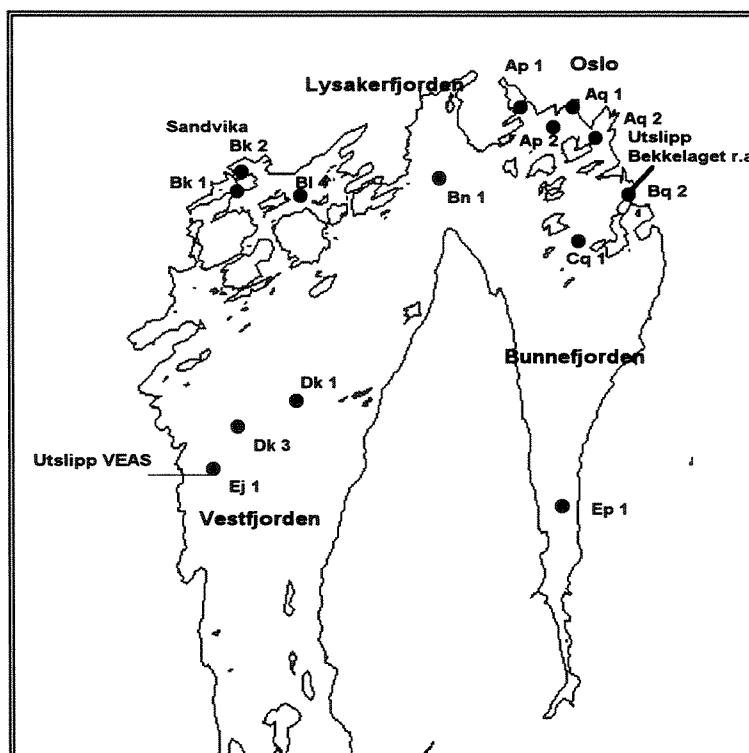 Ap 1
Oslo
Lysakerfjorden
Aq 1
Aq 2
Ap 2
Sandvika
Bk 2
Utslipp
Bekkelaget r.a
Bk 1
Bl 4
Bn 1
Bq 2
Cq 1
Bunnefjorden
Dk 1
Dk 3
Utslipp VEAS
Ej 1
Ep 1
Vestfjorden